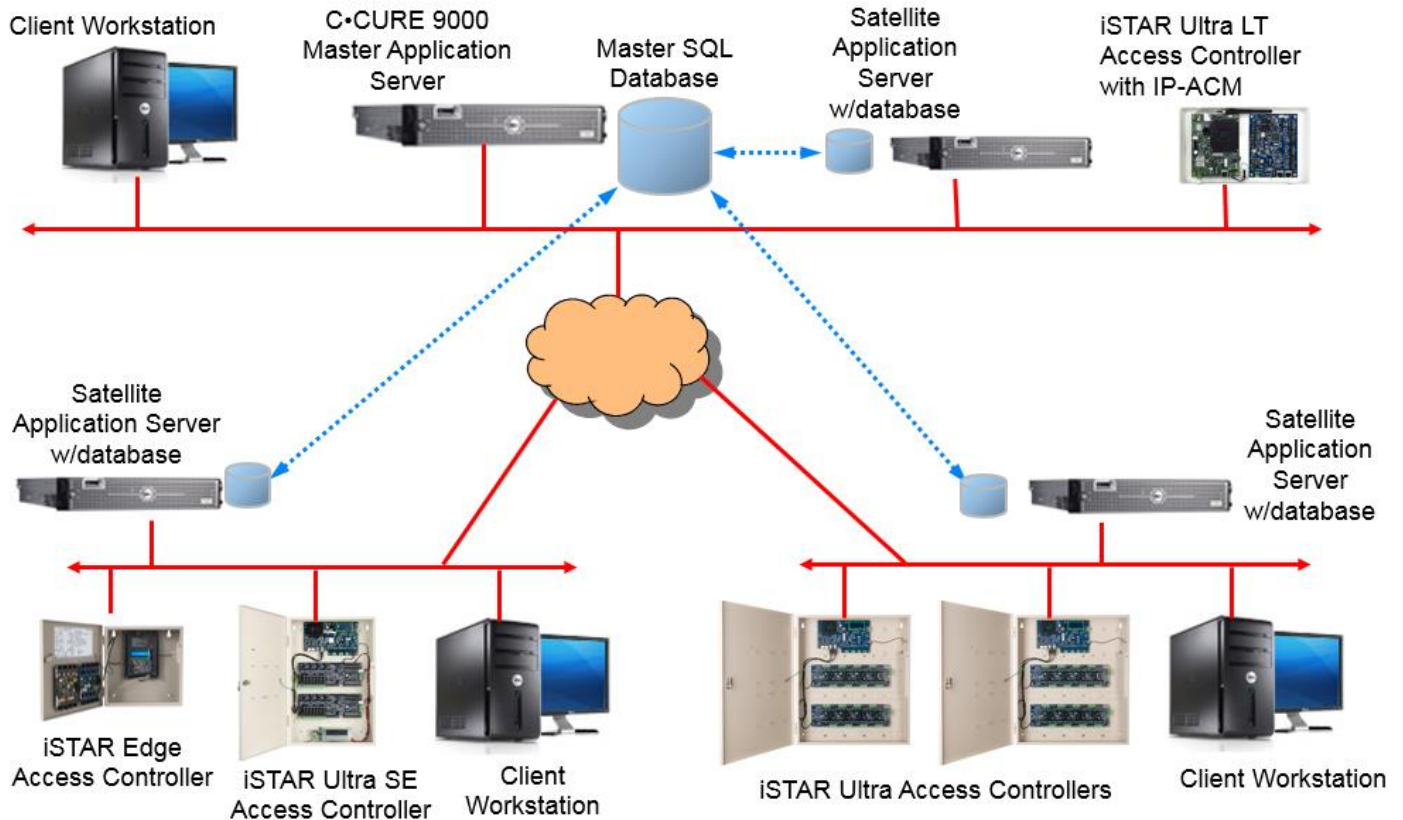 Client Workstation
C•CURE 9000
Master Application
Server
Master SQL
Database
Satellite
Application
Server
w/database
iSTAR Ultra LT
Access Controller
with IP-ACM
Satellite
Application Server
w/database
Satellite
Application
Server
w/database
iSTAR Edge
Access Controller
iSTAR Ultra SE
Access Controller
Client
Workstation
iSTAR Ultra Access Controllers
Client Workstation